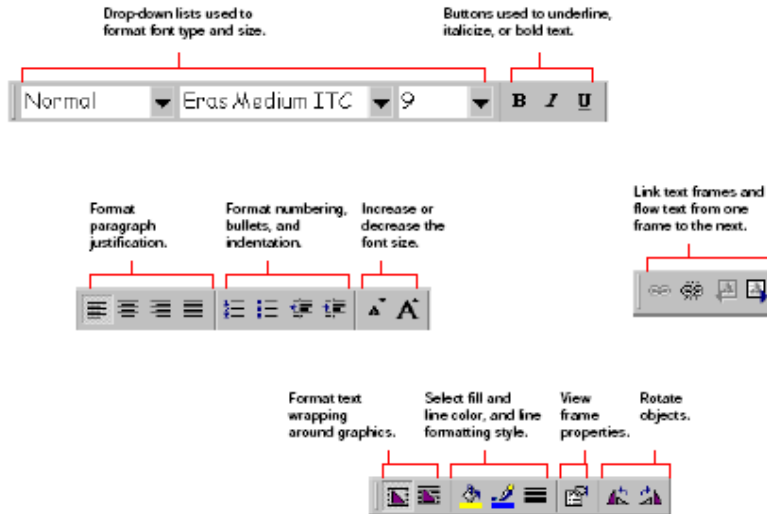 Drop-down lists used to
format font type and size.
Buttons used to underline,
italicize, or bold text.
Normal
Eras Medium ITC
9
B I U
Format
paragraph
justification.
Format numbering,
bullets, and
indentation.
Increase or
decrease the
font size.
Link text frames and
flow text from one
frame to the next.
A A
Format text
wrapping
around graphics.
Select fill and
line color, and line
formatting style.
View
frame
properties.
Rotate
objects.